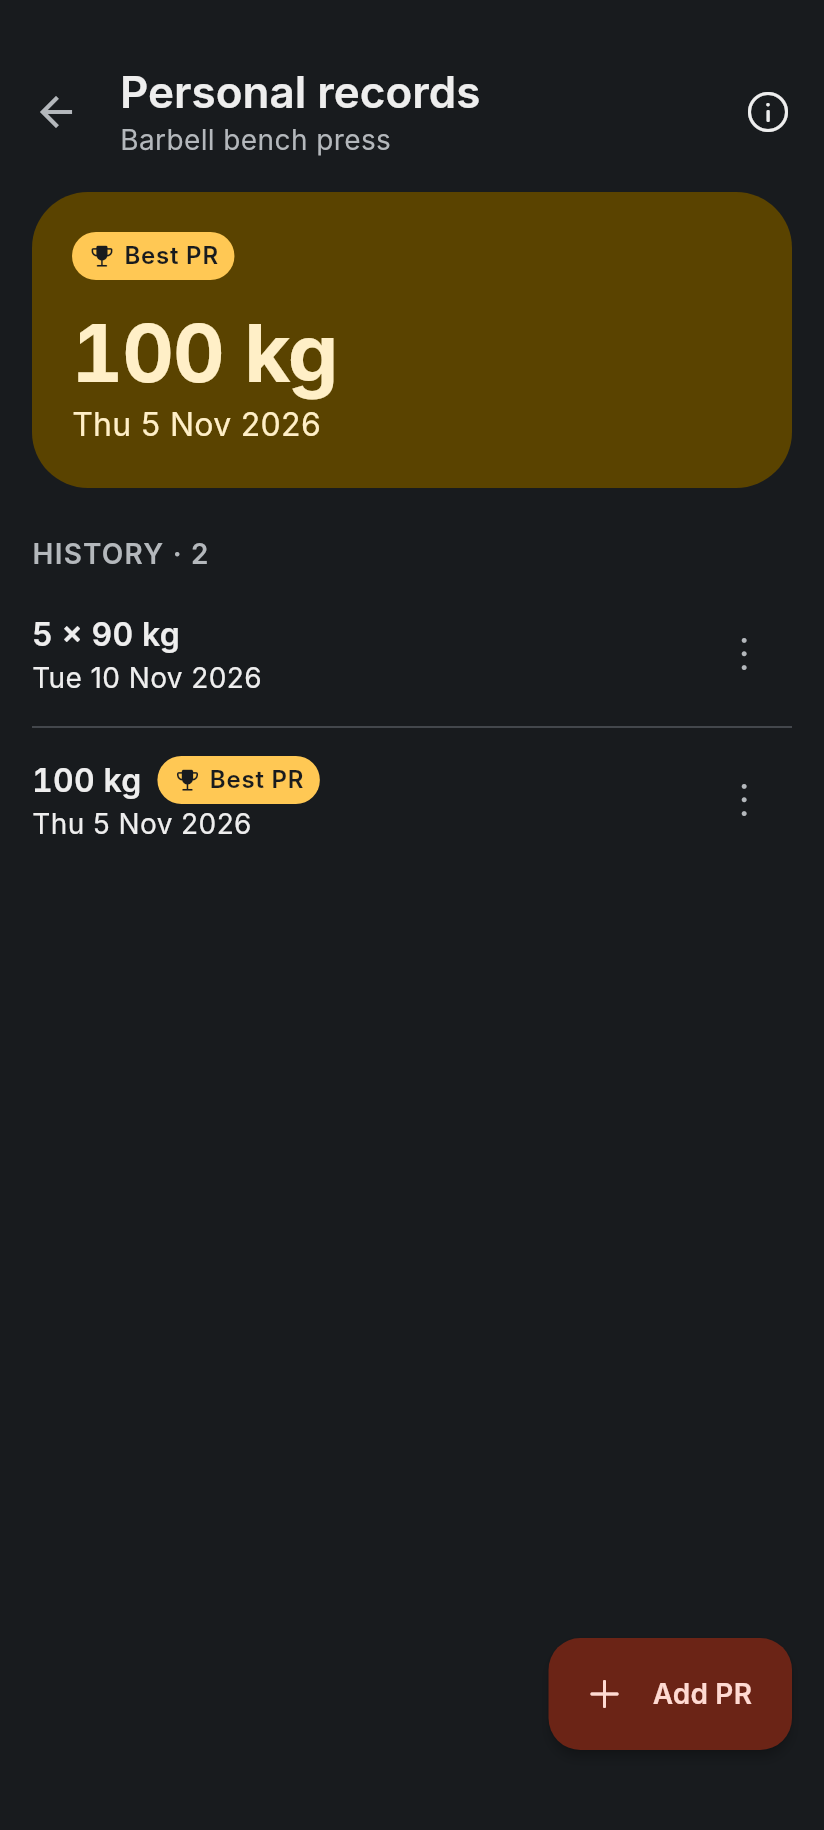 Personal records
Barbell bench press
Best PR
100 kg
Thu 5 Nov 2026
HISTORY · 2
5 × 90 kg
Tue 10 Nov 2026
100 kg Best PR
Thu 5 Nov 2026
Add PR